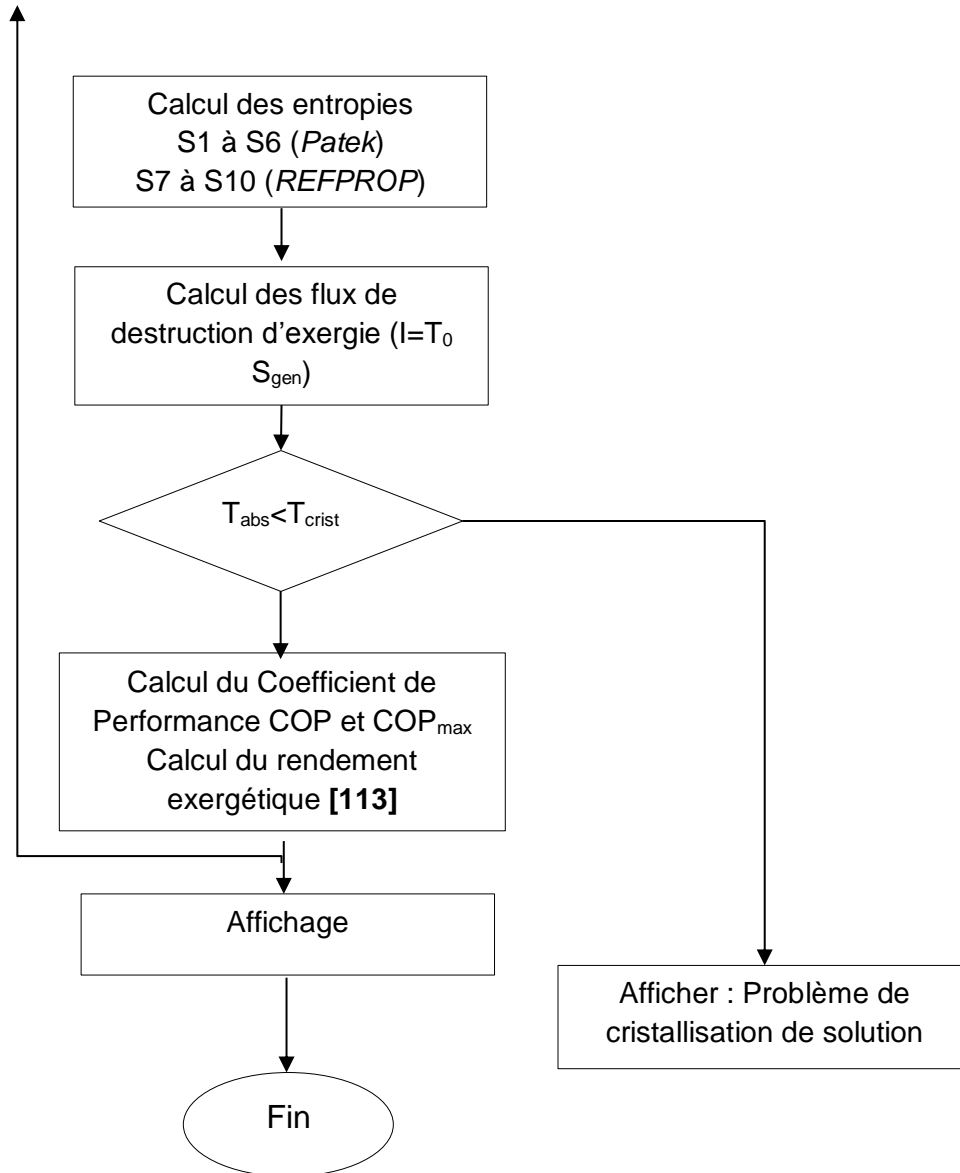 Calcul des entropies
S1 à S6 (Patek)
S7 à S10 (REFPROP)
Calcul des flux de
destruction d'exergie (I=T₀
Sgen)
Tabs<Tcrist
Calcul du Coefficient de
Performance COP et COPmax
Calcul du rendement
exergétique [113]
Affichage
Afficher : Problème de
cristallisation de solution
Fin